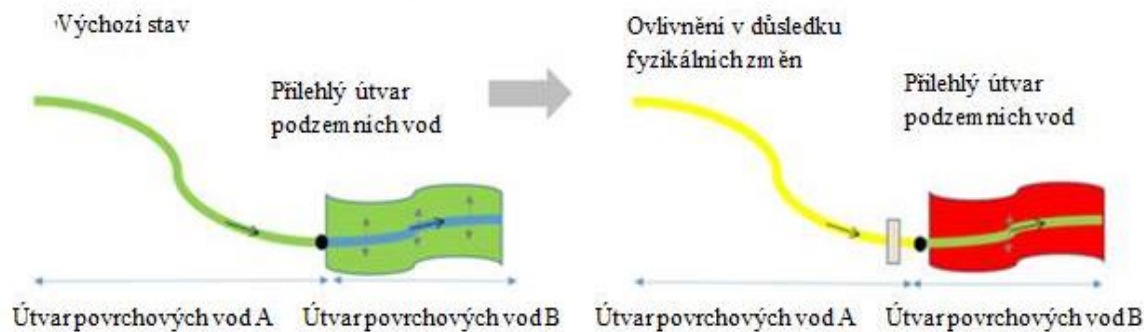 Výchozí stav
Přilehlý útvar
podzemních vod
Útvar povrchových vod A
Útvar povrchových vod B
Ovlivnění v důsledku
fyzikálních změn
Přilehlý útvar
podzemních vod
Útvar povrchových vod A
Útvar povrchových vod B